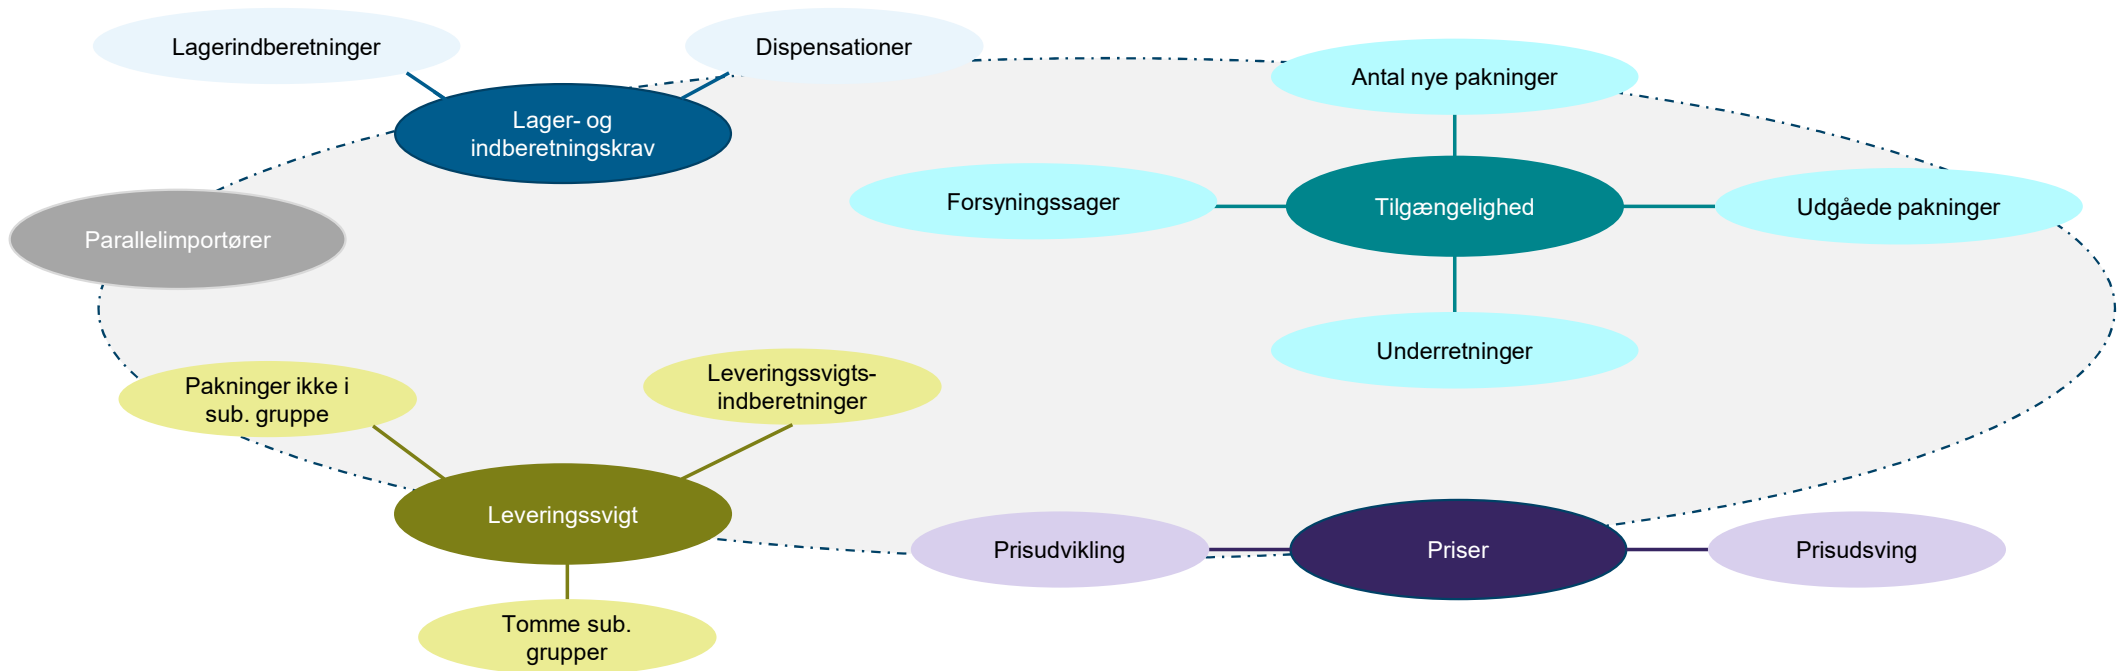 Lagerindberetninger
Dispensationer
Lager- og
indberetningskrav
Antal nye pakninger
Forsyningssager
Tilgængelighed
Udgåede pakninger
Parallelimportører
Underretninger
Pakninger ikke i
sub. gruppe
Leveringssvigts-
indberetninger
Leveringssvigt
Prisudvikling
Priser
Prisudsving
Tomme sub.
grupper